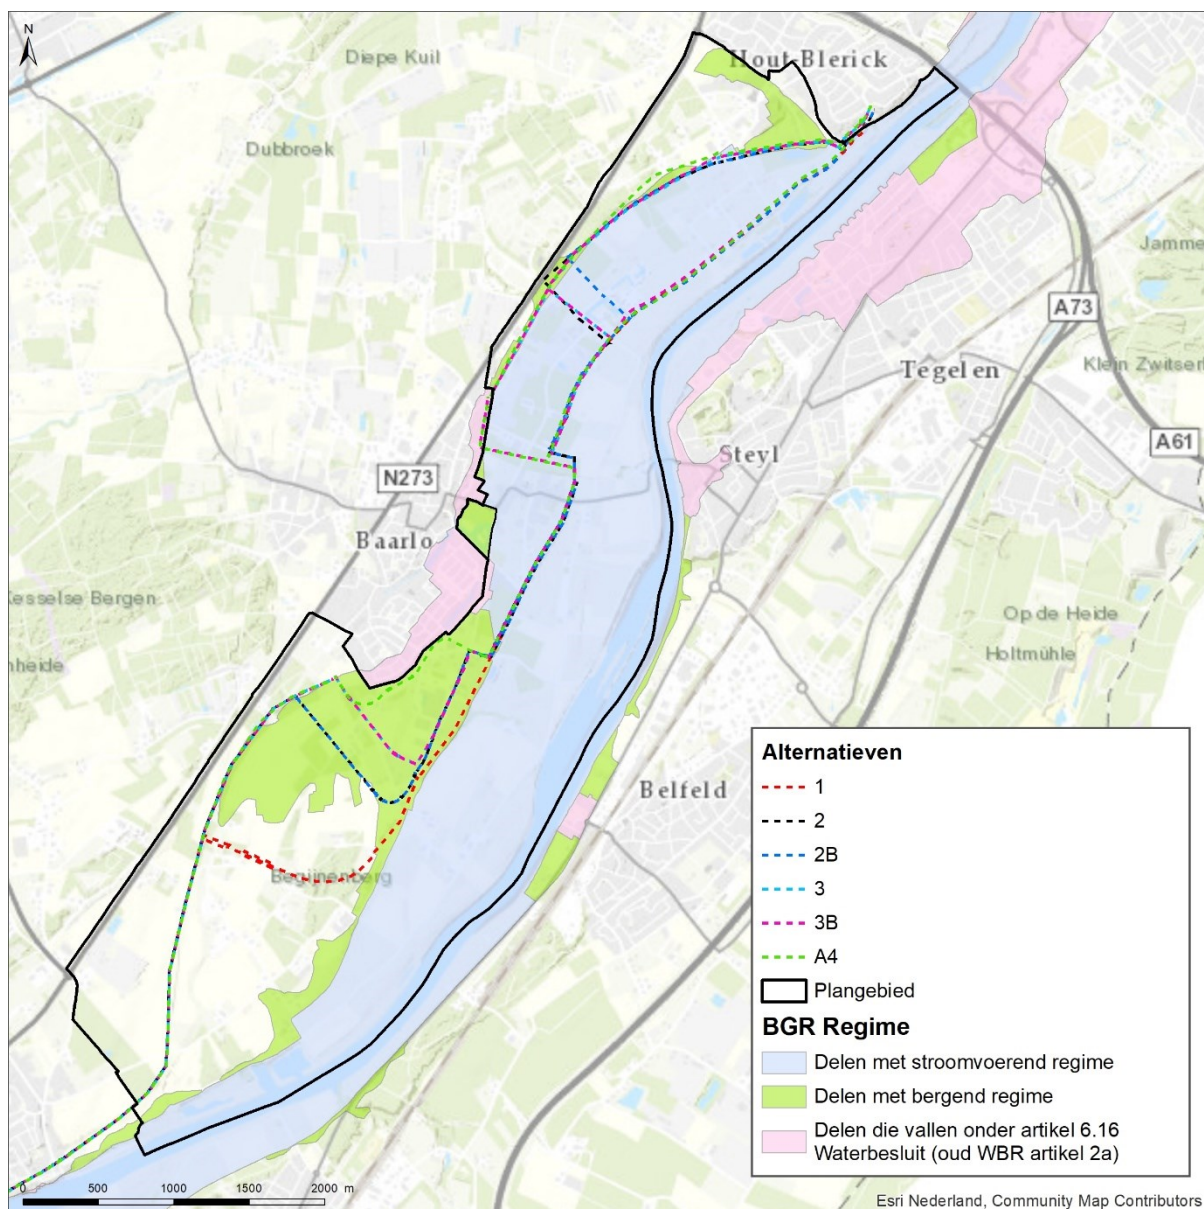 N
Diepe Kuil
Hout-Blerick
Dubbroek
Jamme
A73
Tegelen
Klein Zwitser
A61
Steyl
N273
Baarlo
Kesselse Bergen
Op de Heide
nheide
Holtmühle
Belfeld
Begijnenberg
Alternatieven
1
2
2B
3
3B
A4
Plangebied
BGR Regime
Delen met stroomvoerend regime
Delen met bergend regime
Delen die vallen onder artikel 6.16
Waterbesluit (oud WBR artikel 2a)
0 500 1000 1500 2000 m
Esri Nederland, Community Map Contributors